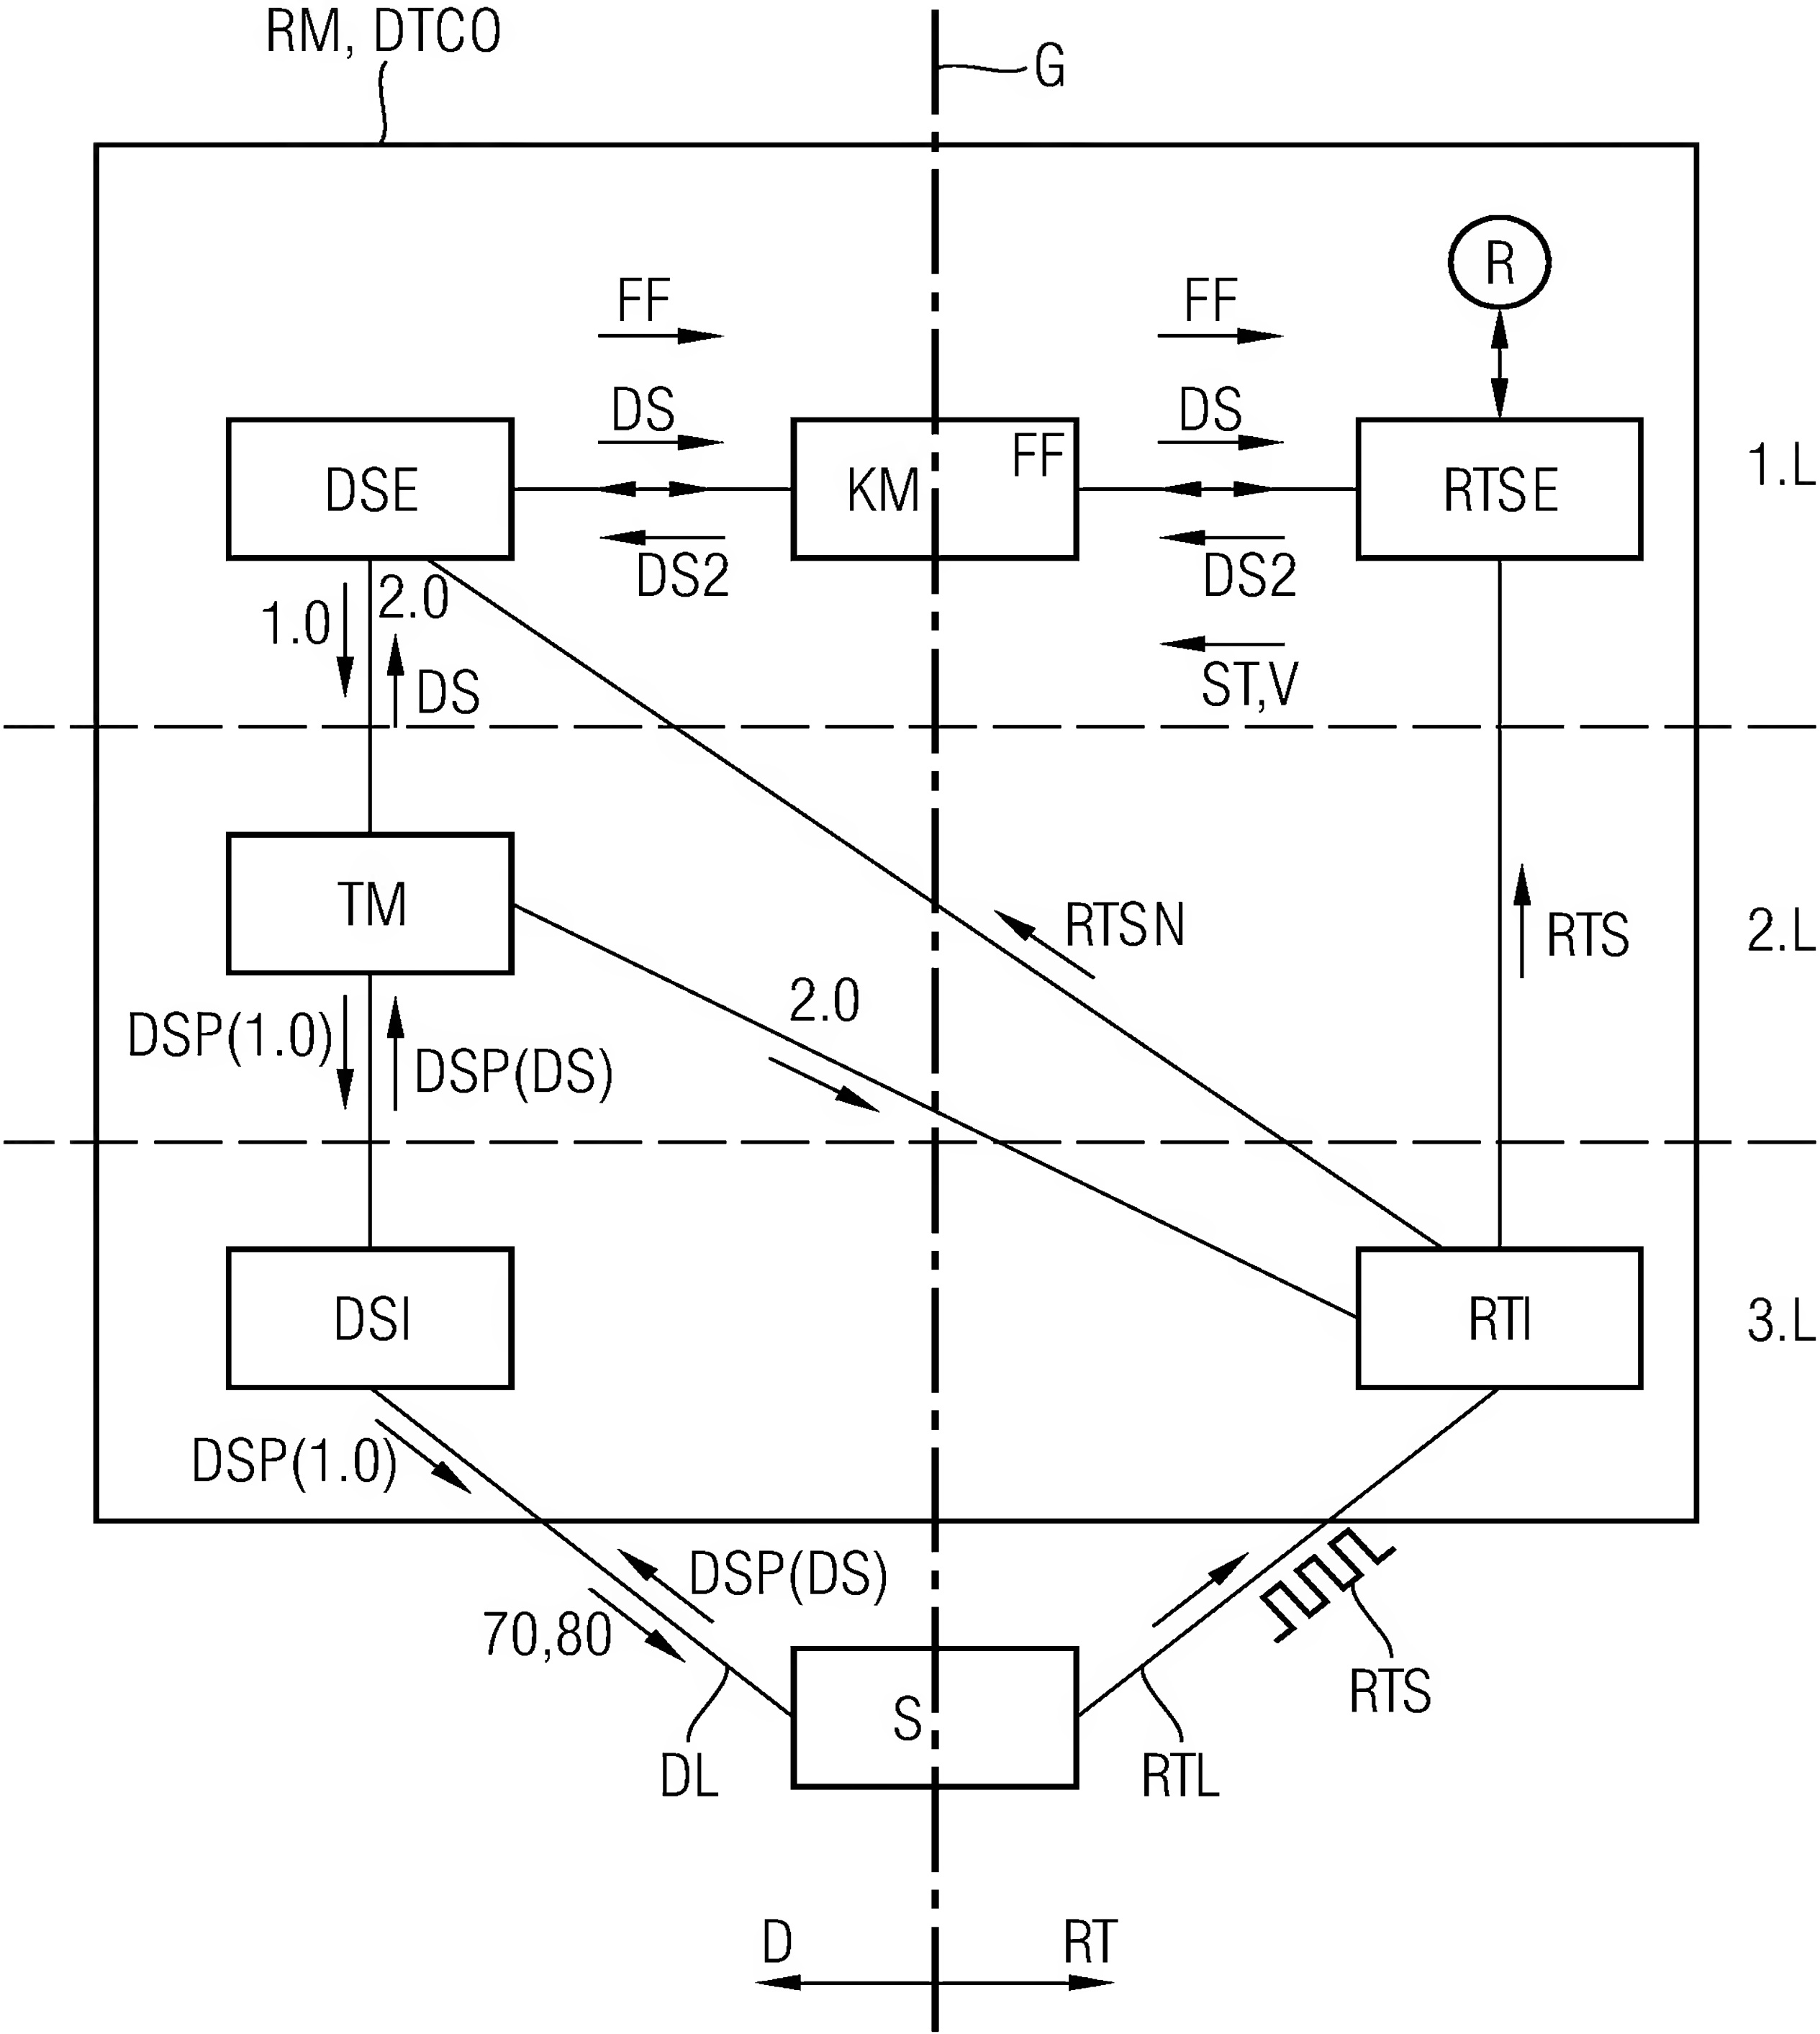 RM, DTCO
G
R
FF
FF
DS
DS
FF
DSE
KM
RTSE
1.L
DS2
DS2
1.0
2.0
DS
ST,V
TM
RTSN
RTS
2.L
2.0
DSP(1.0)
DSP(DS)
DSI
RTI
3.L
DSP(1.0)
DSP(DS)
70,80
S
RTS
DL
RTL
D
RT